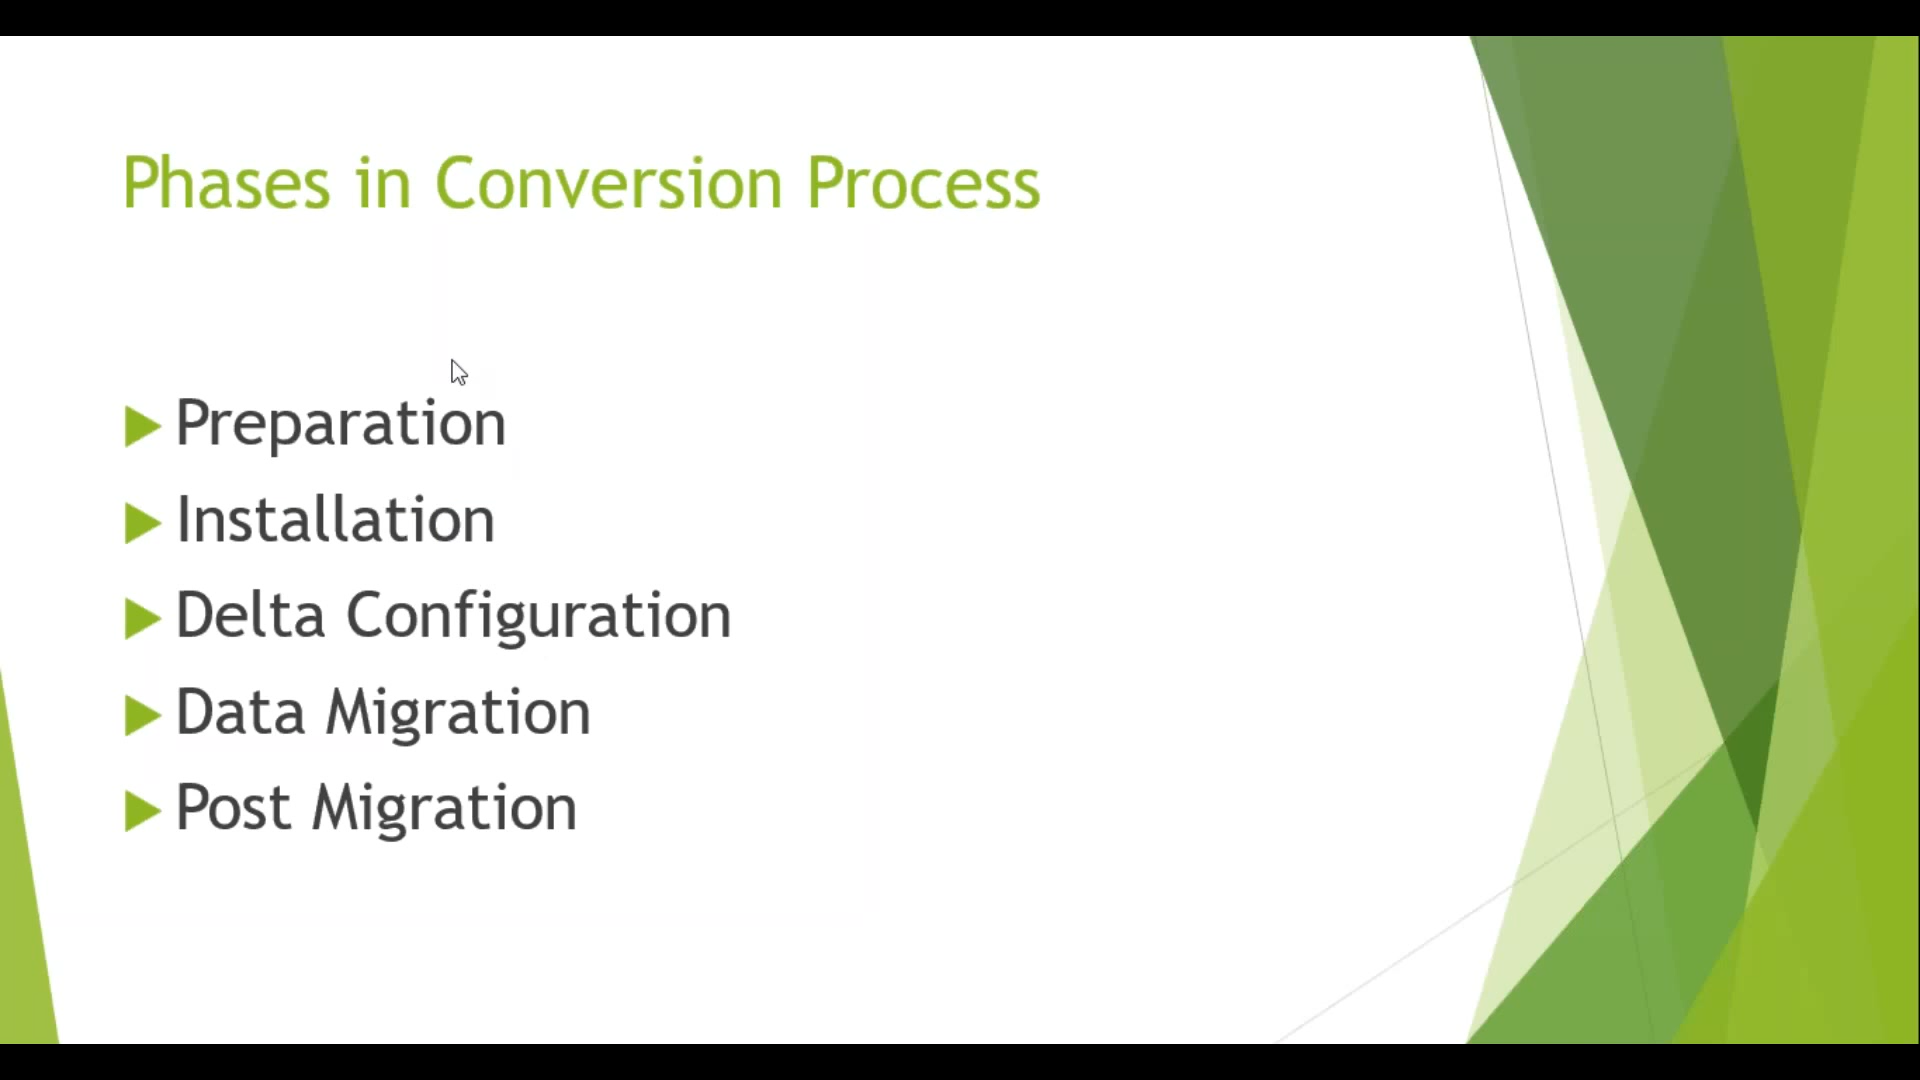 Phases in Conversion Process
Preparation
Installation
Delta Configuration
Data Migration
Post Migration